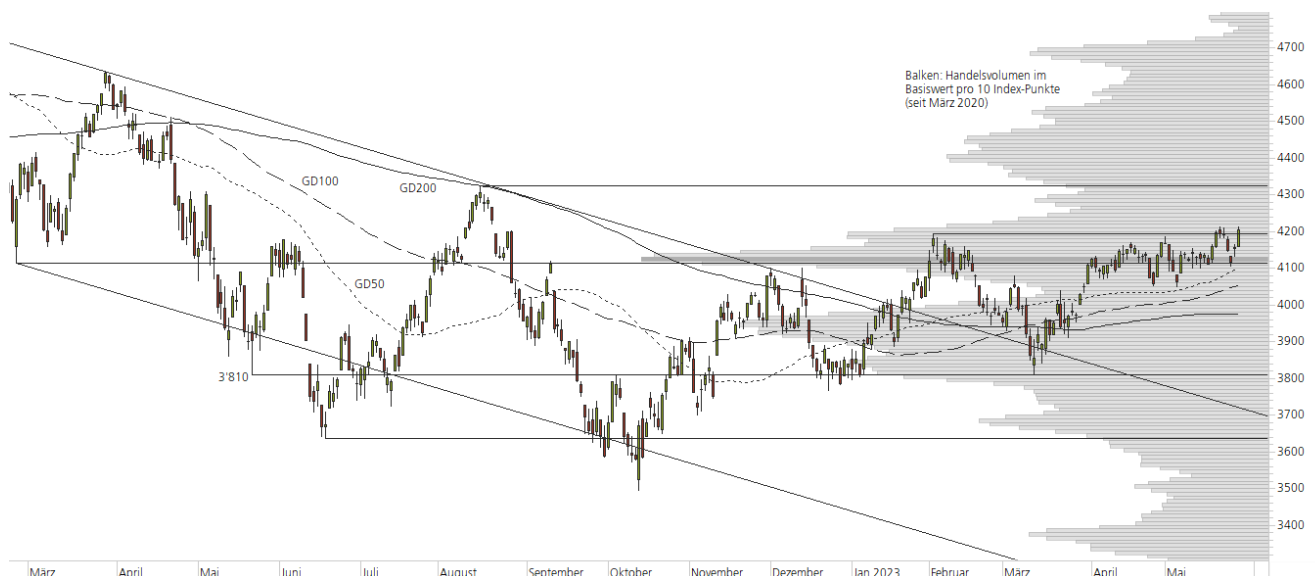 4700
Balken: Handelsvolumen im
Basiswert pro 10 Index-Punkte
(seit März 2020)
4600
4500
4400
GD100
GD200
4300
4200
4100
GD50
4000
3900
3'810
3800
3700
3600
3500
3400
März
April
Mai
Juni
Juli
August
September
Oktober
November
Dezember
Jan 2023
Februar
März
April
Mai